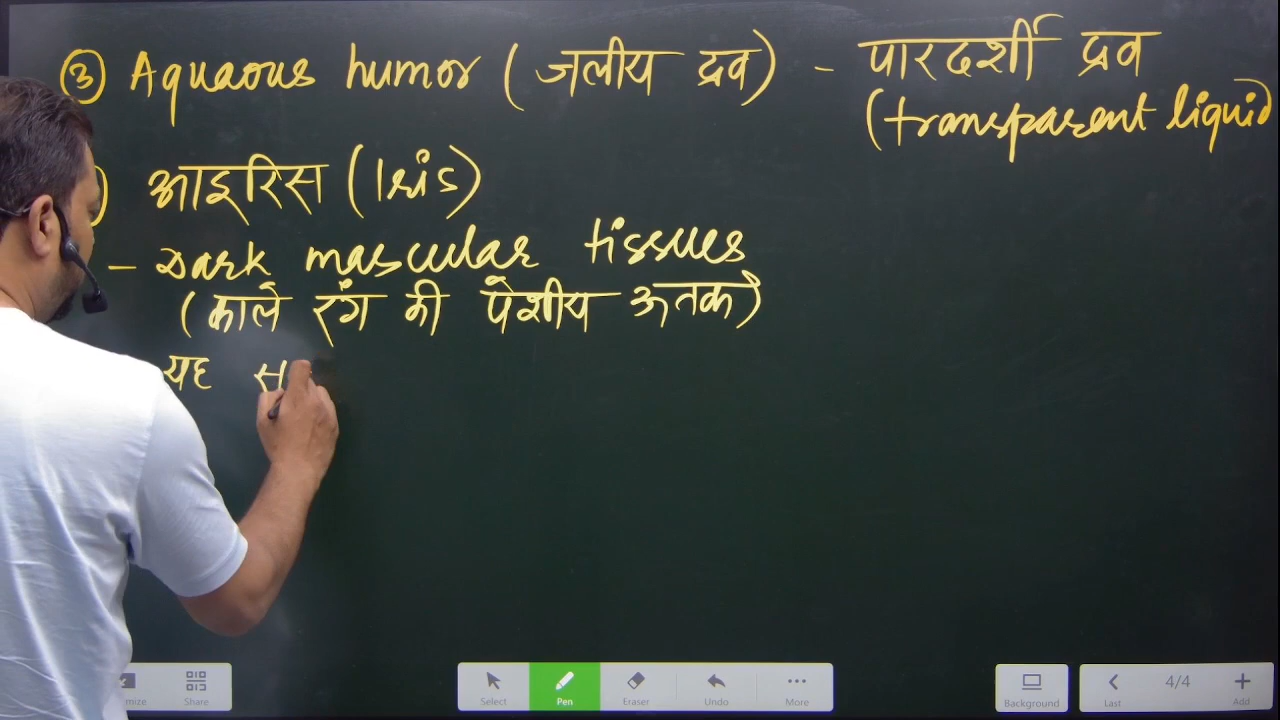 ③ Aquaous humor (जलीय द्रव) - पारदर्शी द्रव
(transparent liquid)
) आइरिस (Iris)
- Dark mascular tissues
(काले रंग की पेशीय ऊतक)
यह
Share
Select
Pen
Eraser
Undo
More
Background
Last
4/4
Add